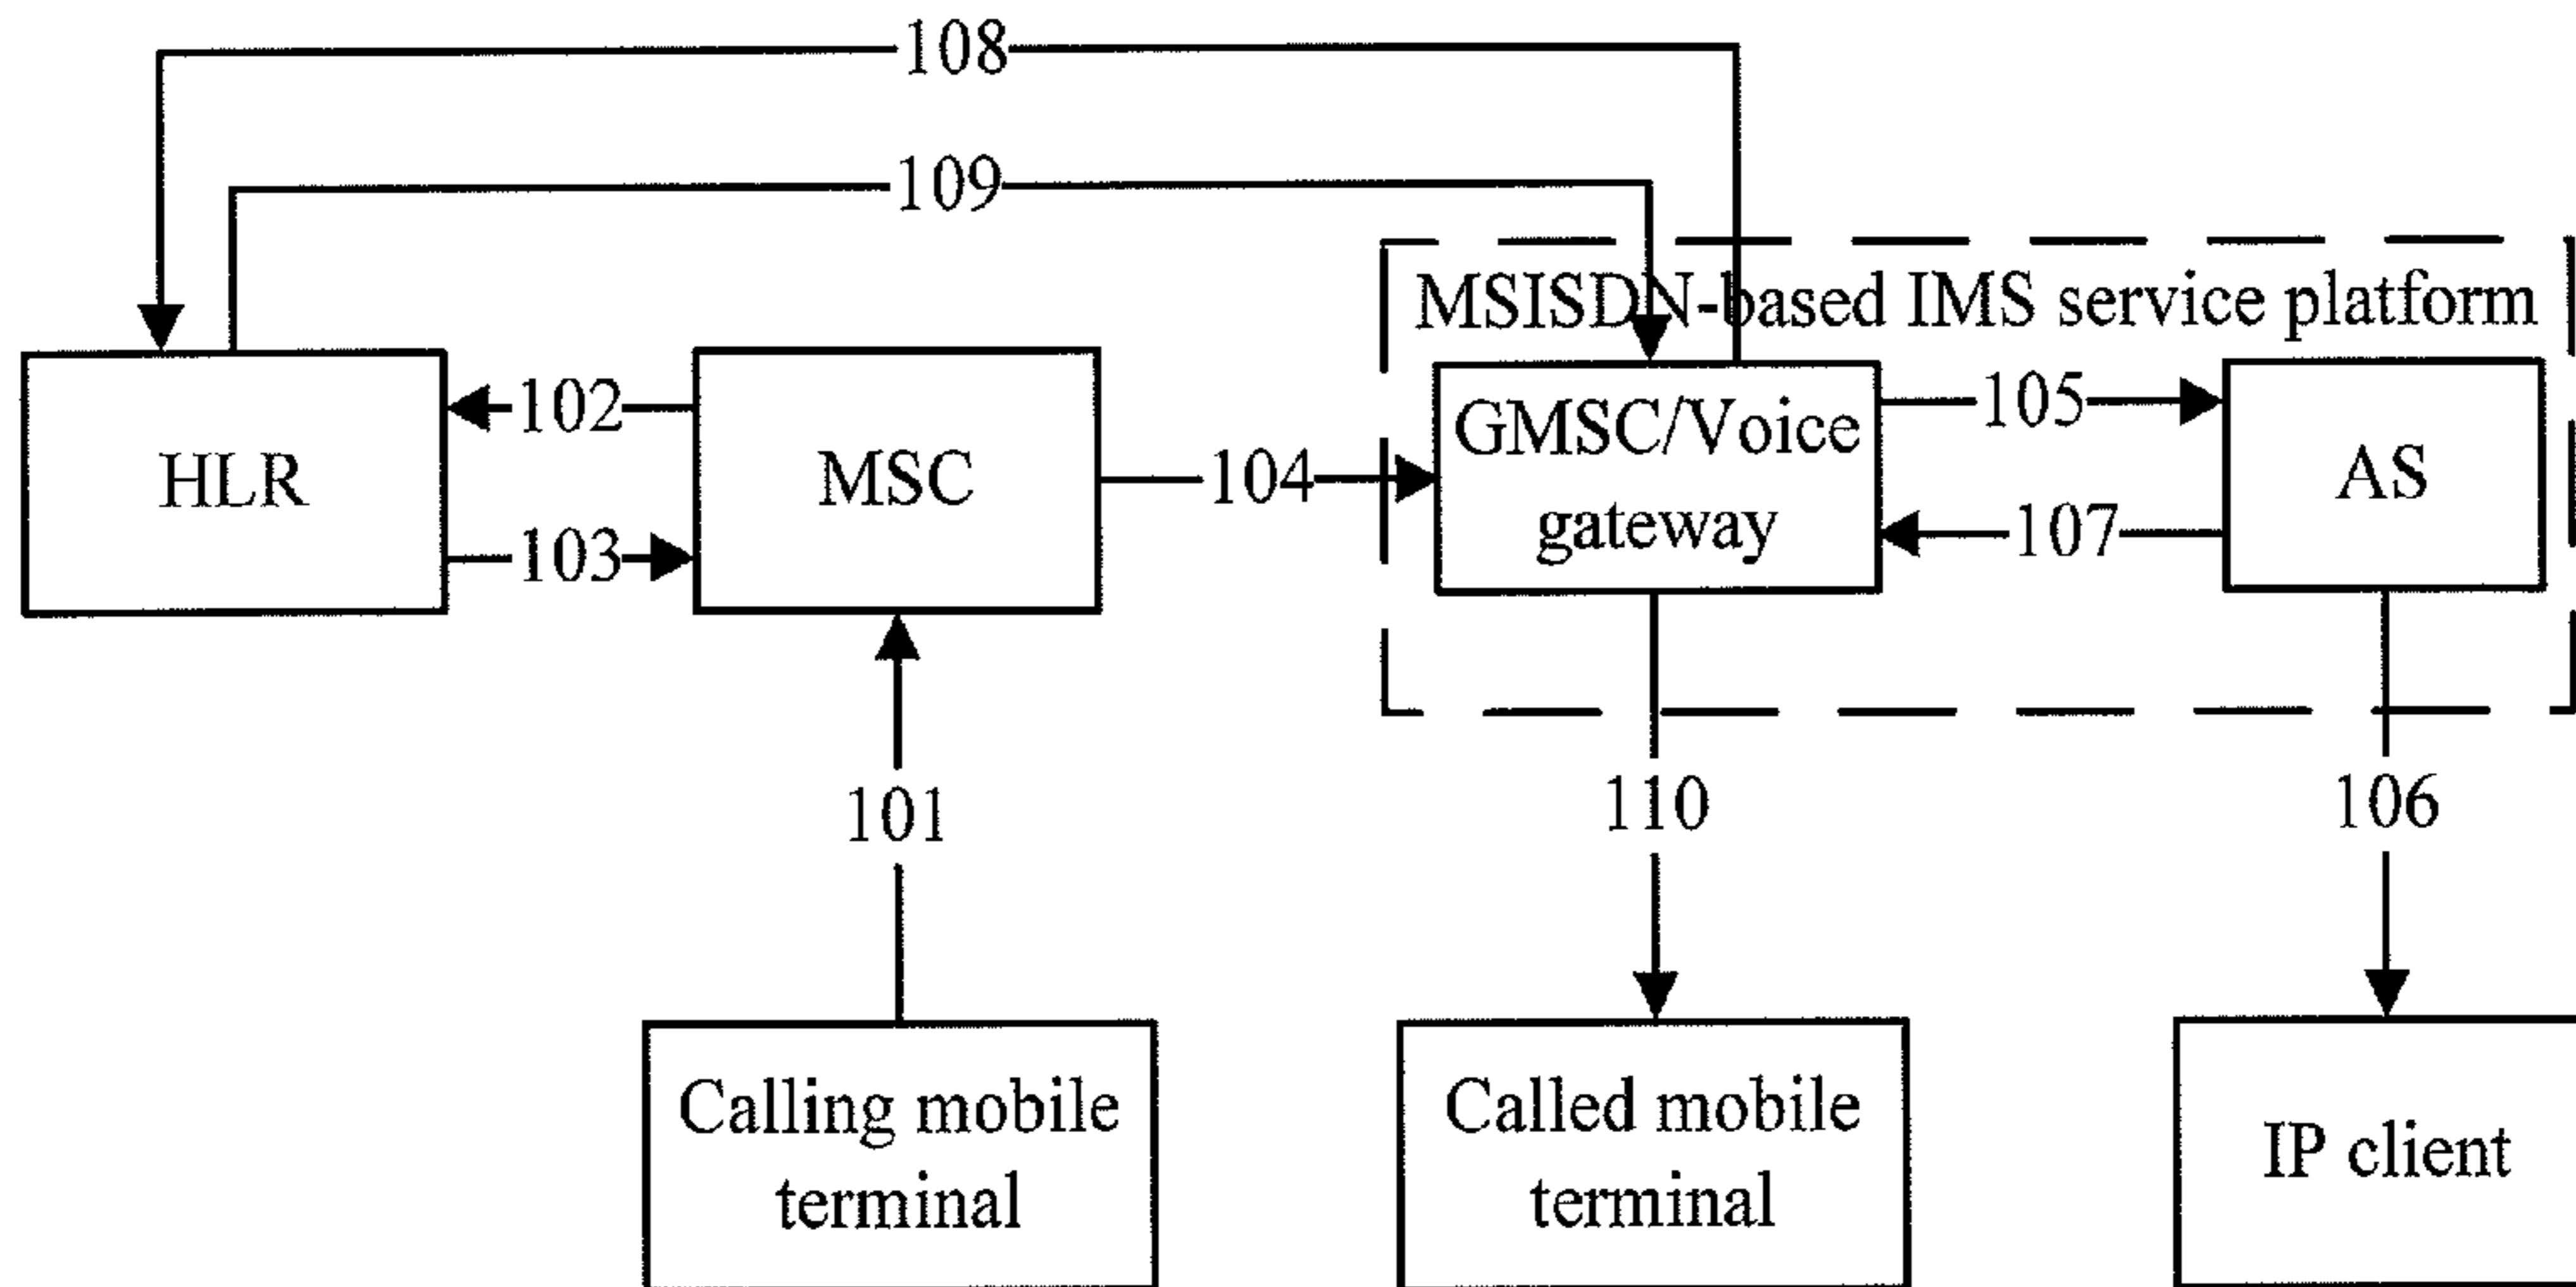 108
109
MSISDN-based IMS service platform
HLR
102
103
MSC
104
GMSC/Voice
gateway
105
107
AS
101
110
106
Calling mobile
terminal
Called mobile
terminal
IP client